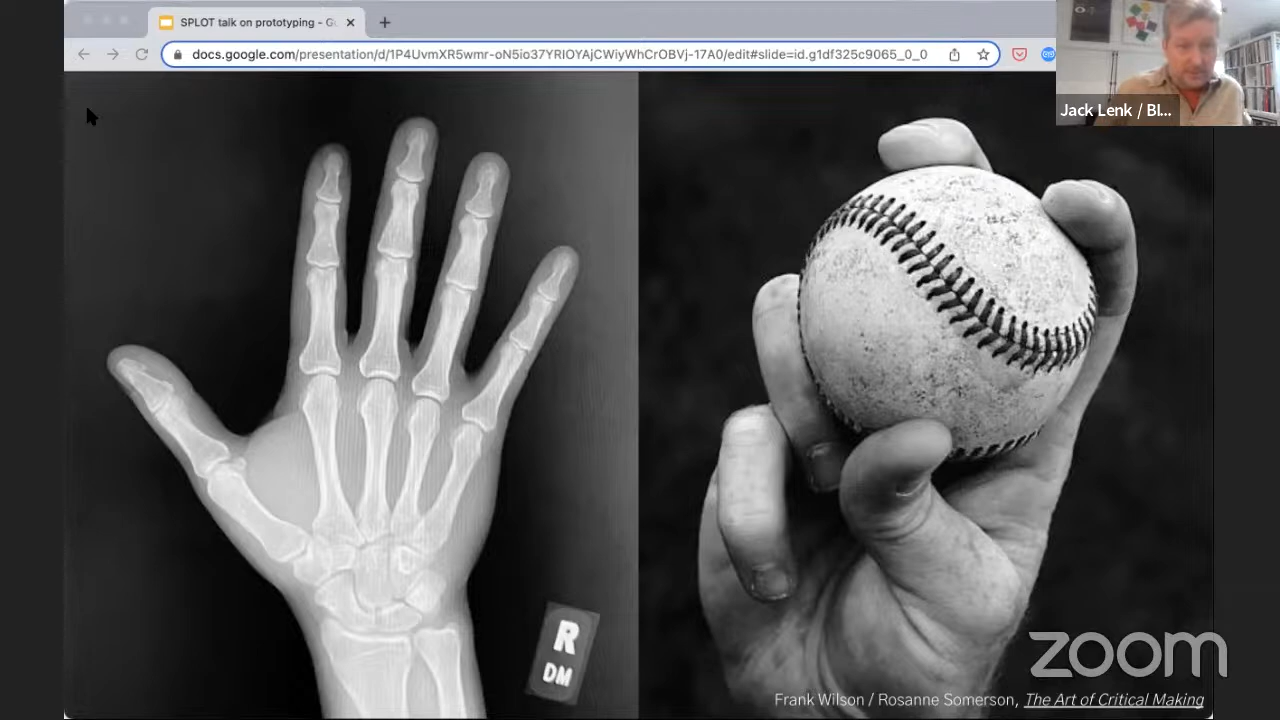 SPLOT talk on prototyping - G
docs.google.com/presentation/d/1P4UvmXR5wmr-oN5io37YRIOYAjCWiyWhCrOBVj-17A0/edit#slide=id.g1df325c9065_0_0
Jack Lenk / Bl...
R
DM
zoom
Frank Wilson / Rosanne Somerson, The Art of Critical Making